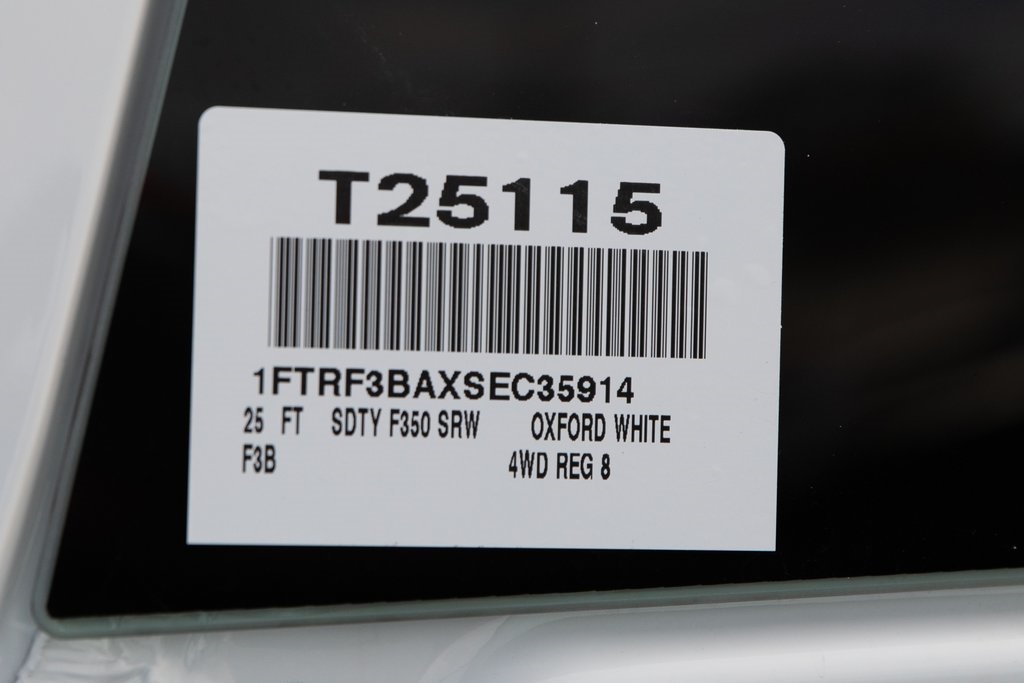 T25115
1FTRF3BAXSEC35914
25 FT SDTY F350 SRW OXFORD WHITE
F3B 4WD REG 8